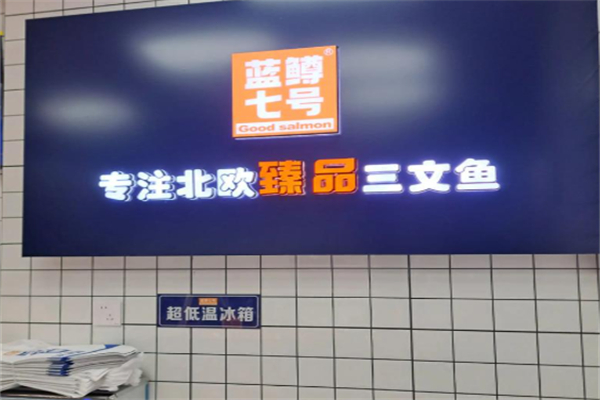 蓝鳟
七号
®
Good salmon
专注北欧臻品三文鱼
超低温冰箱